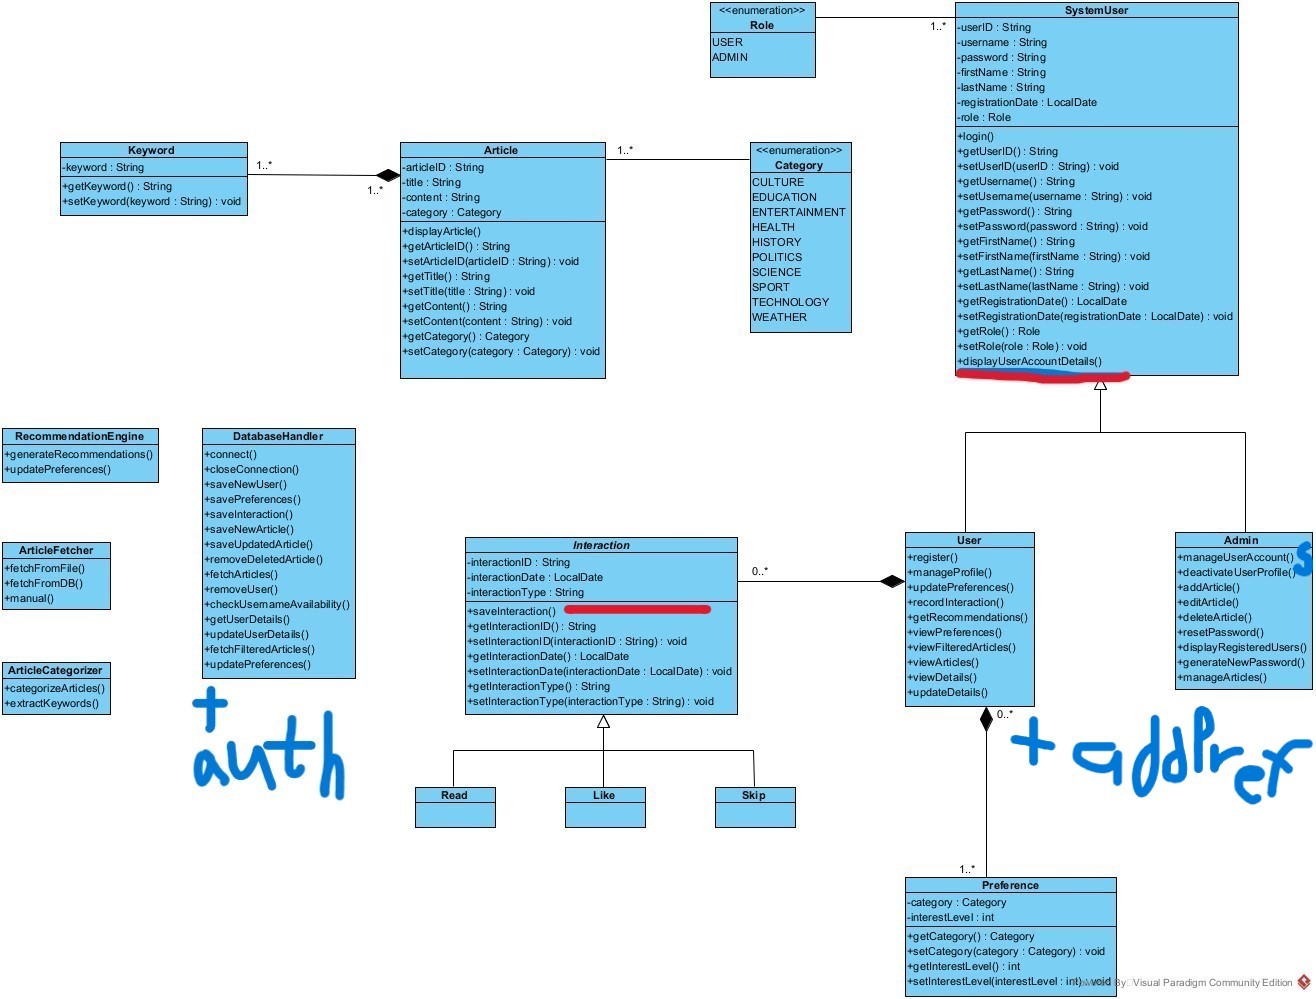 <<enumeration>>
Role
USER
ADMIN
1..*
SystemUser
-userID : String
-username : String
-password : String
-firstName : String
-lastName : String
-registrationDate : LocalDate
-role : Role
+login()
+getUserID() : String
+setUserID(userID : String) : void
+getUsername() : String
+setUsername(username : String) : void
+getPassword() : String
+setPassword(password : String) : void
+getFirstName() : String
+setFirstName(firstName : String) : void
+getLastName() : String
+setLastName(lastName : String) : void
+getRegistrationDate() : LocalDate
+setRegistrationDate(registrationDate : LocalDate) : void
+getRole() : Role
+setRole(role : Role) : void
+displayUserAccountDetails()
Keyword
-keyword : String
+getKeyword() : String
+setKeyword(keyword : String) : void
1..*
1..*
Article
-articleID : String
-title : String
-content : String
-category : Category
+displayArticle()
+getArticleID() : String
+setArticleID(articleID : String) : void
+getTitle() : String
+setTitle(title : String) : void
+getContent() : String
+setContent(content : String) : void
+getCategory() : Category
+setCategory(category : Category) : void
1..*
<<enumeration>>
Category
CULTURE
EDUCATION
ENTERTAINMENT
HEALTH
HISTORY
POLITICS
SCIENCE
SPORT
TECHNOLOGY
WEATHER
RecommendationEngine
+generateRecommendations()
+updatePreferences()
DatabaseHandler
+connect()
+closeConnection()
+saveNewUser()
+savePreferences()
+saveInteraction()
+saveNewArticle()
+saveUpdatedArticle()
+removeDeletedArticle()
+fetchArticles()
+removeUser()
+checkUsernameAvailability()
+getUserDetails()
+updateUserDetails()
+fetchFilteredArticles()
+updatePreferences()
+
auth
ArticleFetcher
+fetchFromFile()
+fetchFromDB()
+manual()
ArticleCategorizer
+categorizeArticles()
+extractKeywords()
Interaction
-interactionID : String
-interactionDate : LocalDate
-interactionType : String
+saveInteraction()
+getInteractionID() : String
+setInteractionID(interactionID : String) : void
+getInteractionDate() : LocalDate
+setInteractionDate(interactionDate : LocalDate) : void
+getInteractionType() : String
+setInteractionType(interactionType : String) : void
0..*
Read
Like
Skip
User
+register()
+manageProfile()
+updatePreferences()
+recordInteraction()
+getRecommendations()
+viewPreferences()
+viewFilteredArticles()
+viewArticles()
+viewDetails()
+updateDetails()
0..*
+ addPref
Admin
+manageUserAccount() s
+deactivateUserProfile()
+addArticle()
+editArticle()
+deleteArticle()
+resetPassword()
+displayRegisteredUsers()
+generateNewPassword()
+manageArticles()
1..*
Preference
-category : Category
-interestLevel : int
+getCategory() : Category
+setCategory(category : Category) : void
+getInterestLevel() : int
+setInterestLevel(interestLevel : int) : void
Powered By Visual Paradigm Community Edition